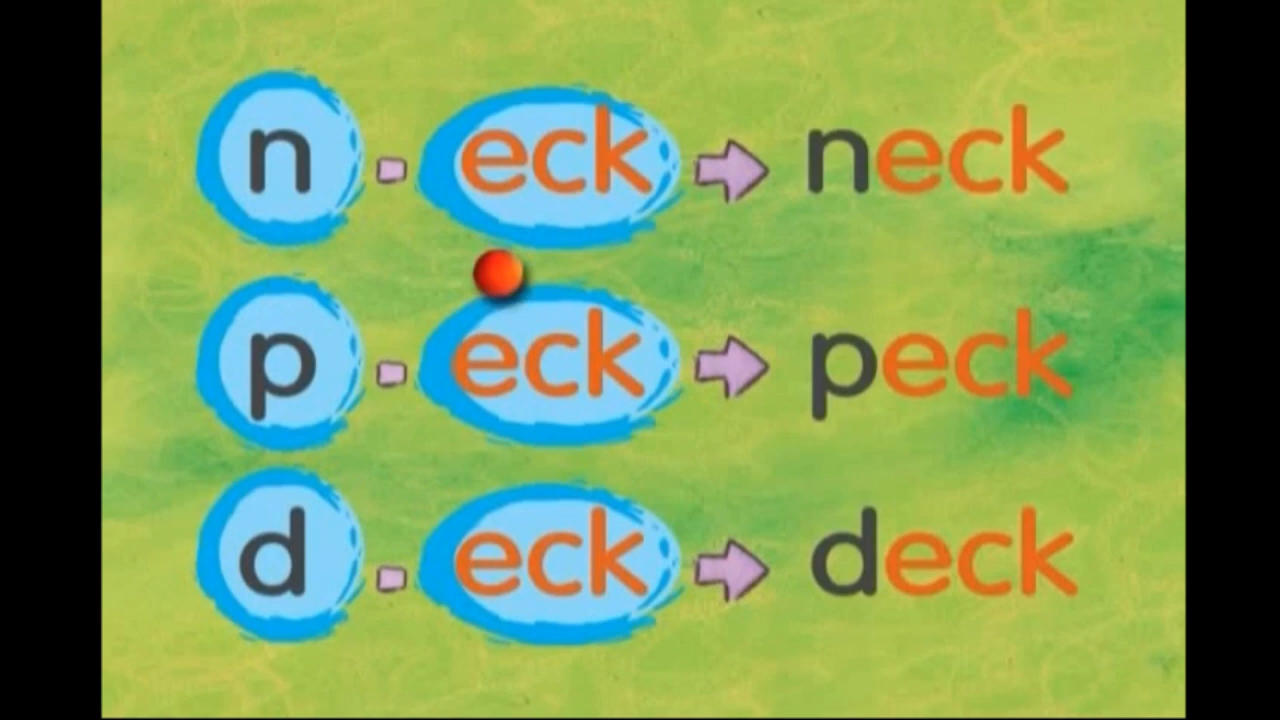 n - eck → neck
p - eck → peck
d - eck → deck